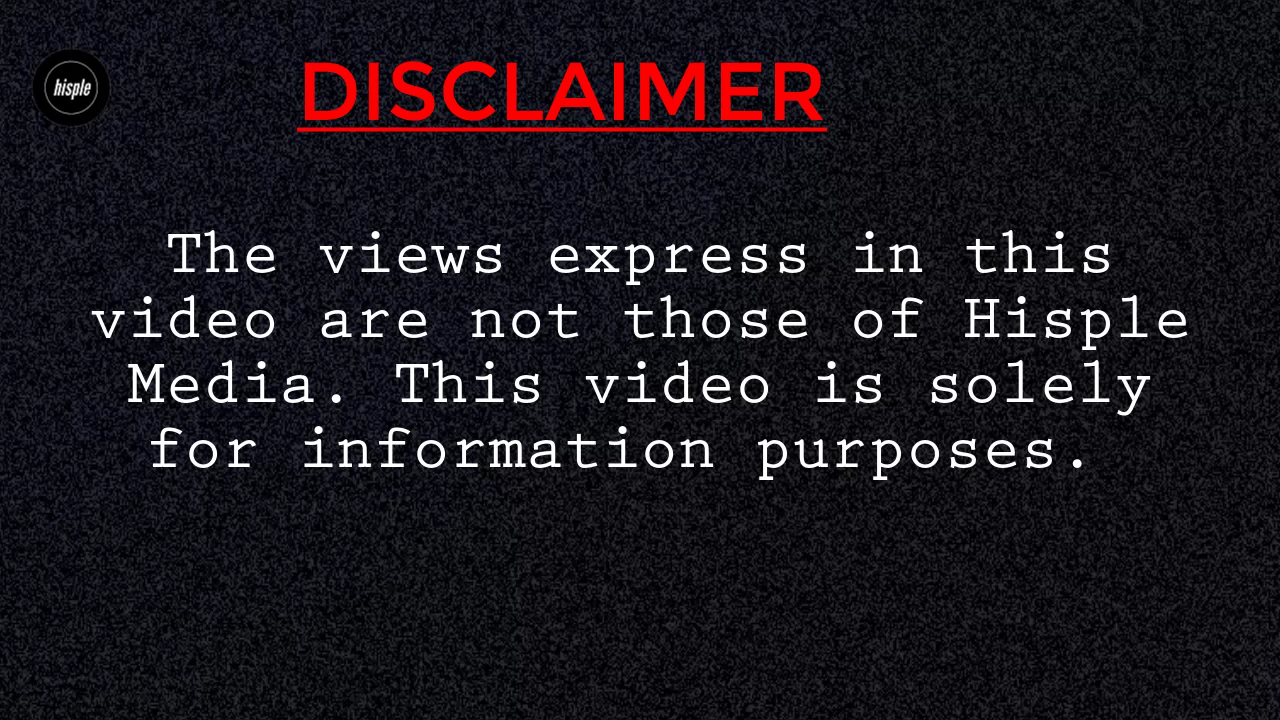 hisple
DISCLAIMER
The views express in this
video are not those of Hisple
Media. This video is solely
for information purposes.